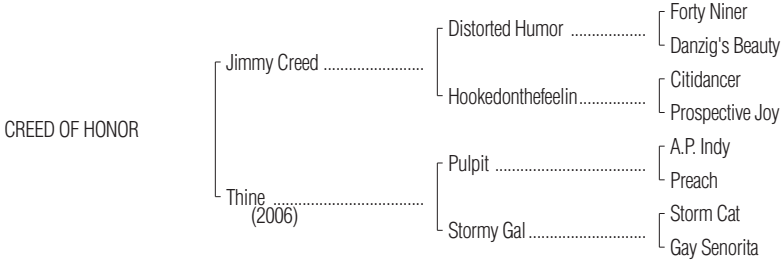 Forty Niner
Distorted Humor ..................
Danzig's Beauty
Jimmy Creed ........................
Citidancer
Hookedonthefeelin................
Prospective Joy
CREED OF HONOR
A.P. Indy
Pulpit ....................................
Preach
Thine ....................................
(2006)
Storm Cat
Stormy Gal ............................
Gay Senorita